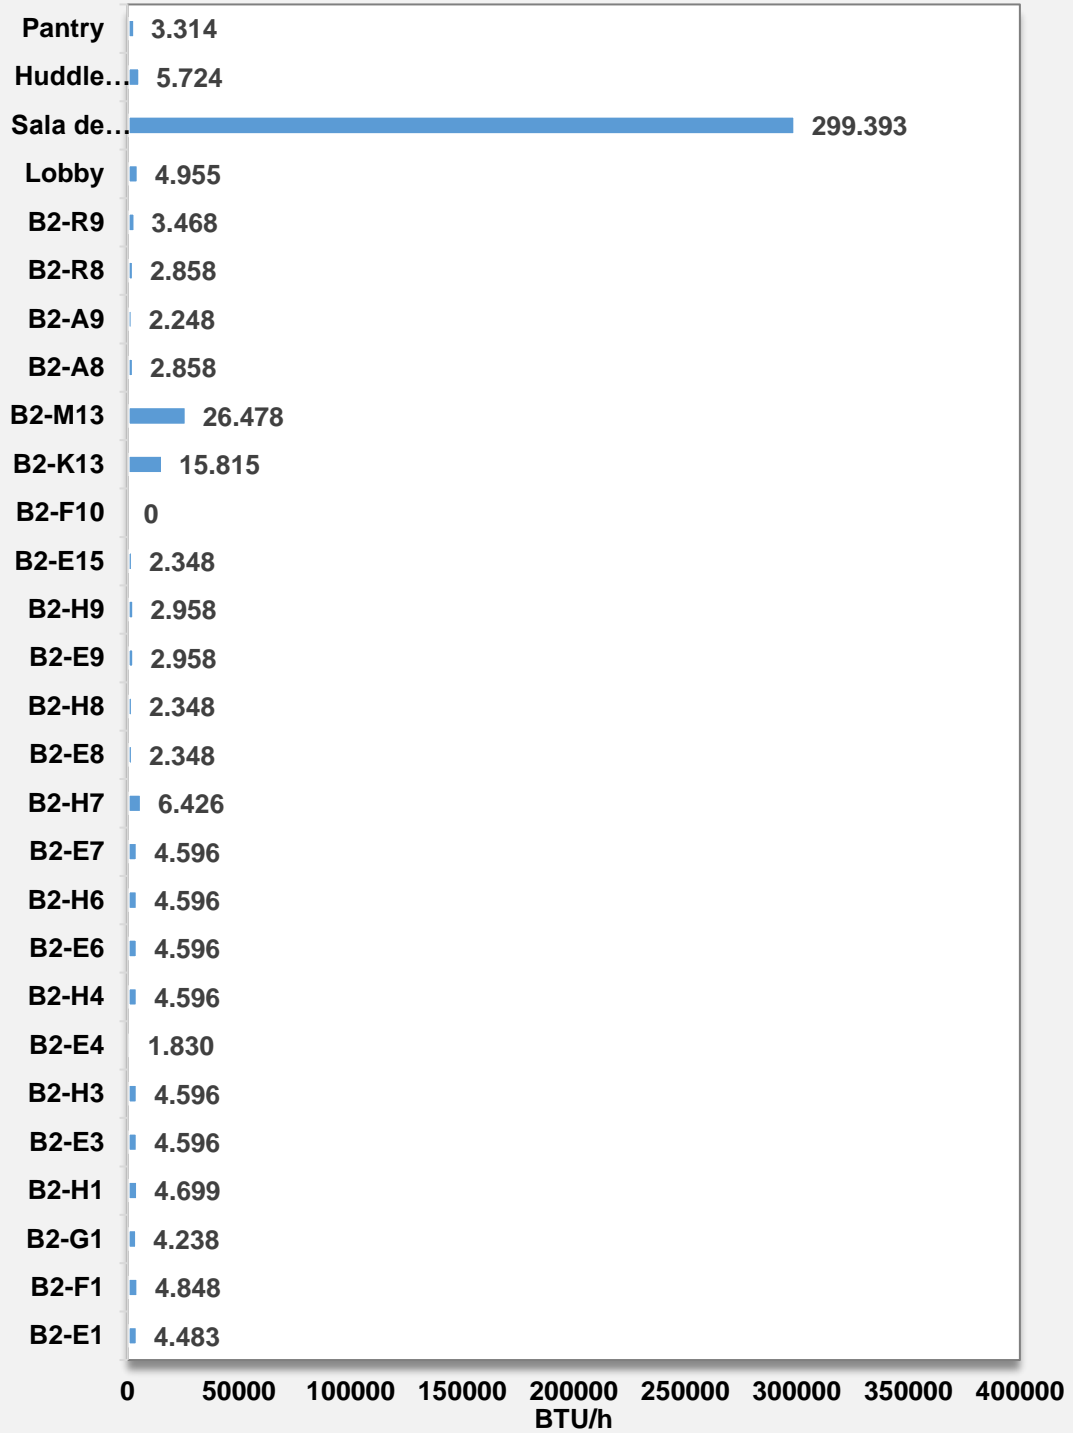 Pantry 3.314
Huddle... 5.724
Sala de... 299.393
Lobby 4.955
B2-R9 3.468
B2-R8 2.858
B2-A9 2.248
B2-A8 2.858
B2-M13 26.478
B2-K13 15.815
B2-F10 0
B2-E15 2.348
B2-H9 2.958
B2-E9 2.958
B2-H8 2.348
B2-E8 2.348
B2-H7 6.426
B2-E7 4.596
B2-H6 4.596
B2-E6 4.596
B2-H4 4.596
B2-E4 1.830
B2-H3 4.596
B2-E3 4.596
B2-H1 4.699
B2-G1 4.238
B2-F1 4.848
B2-E1 4.483
0 50000 100000 150000 200000 250000 300000 350000 400000
BTU/h